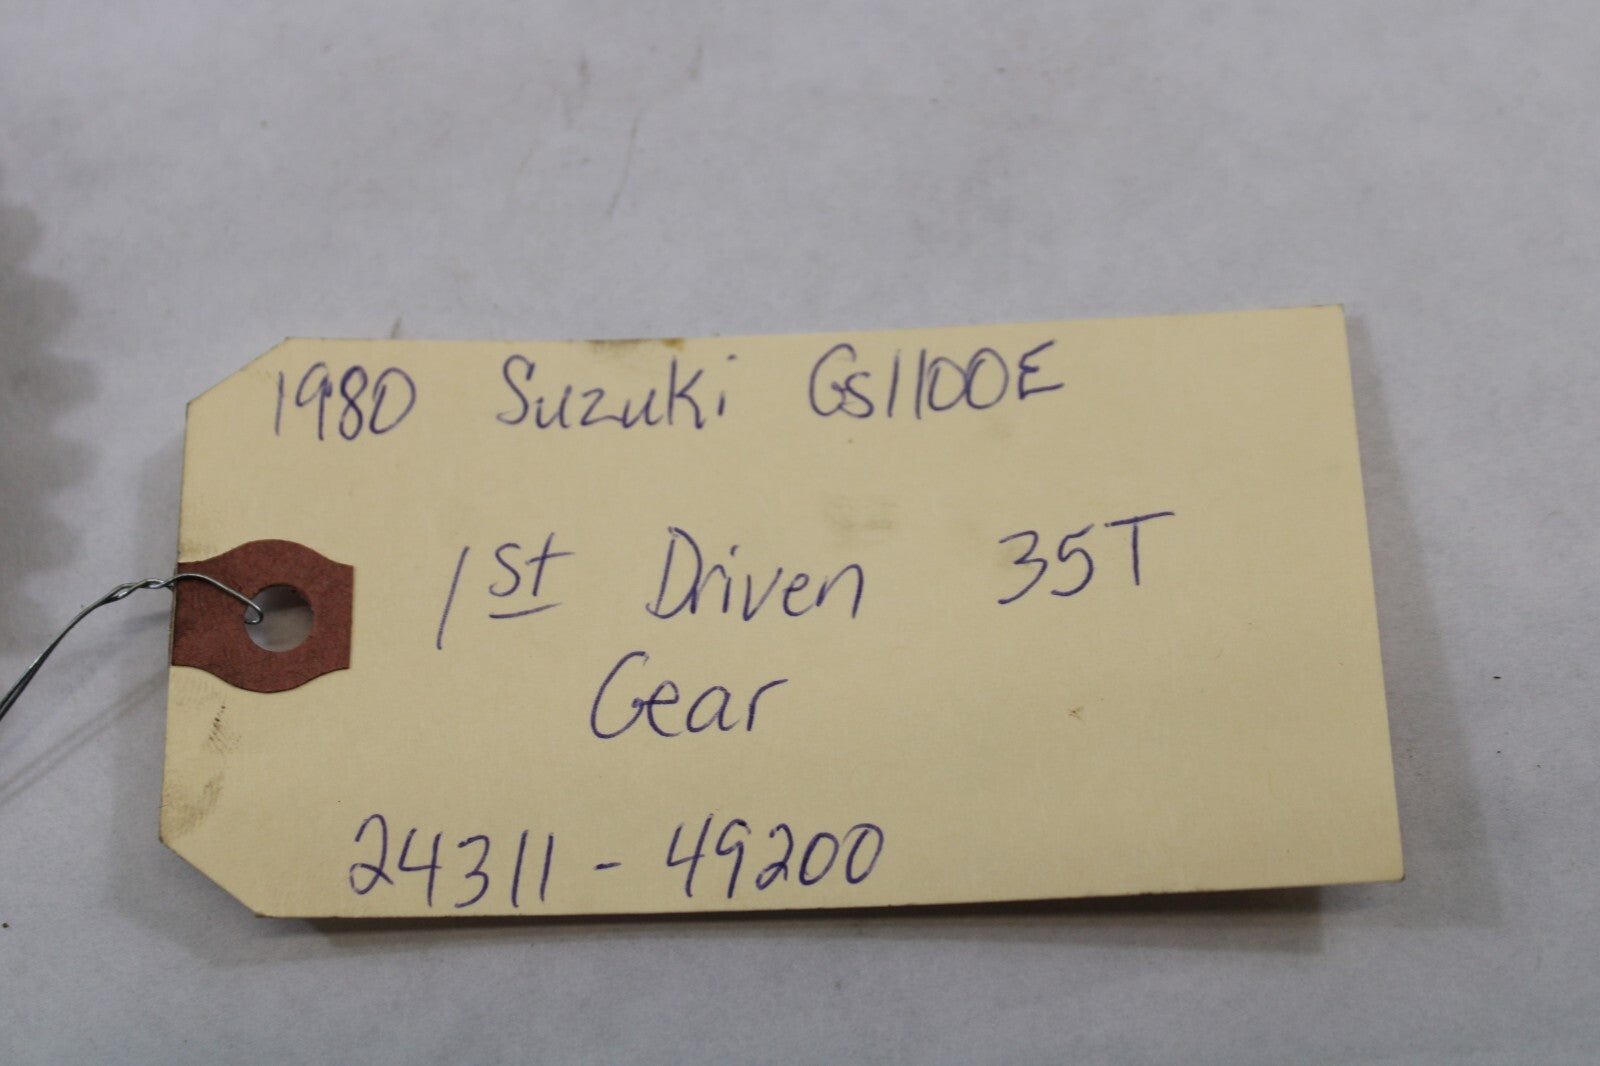 1980 Suzuki GS1100E
1st Driven 35T
Gear
24311-49200